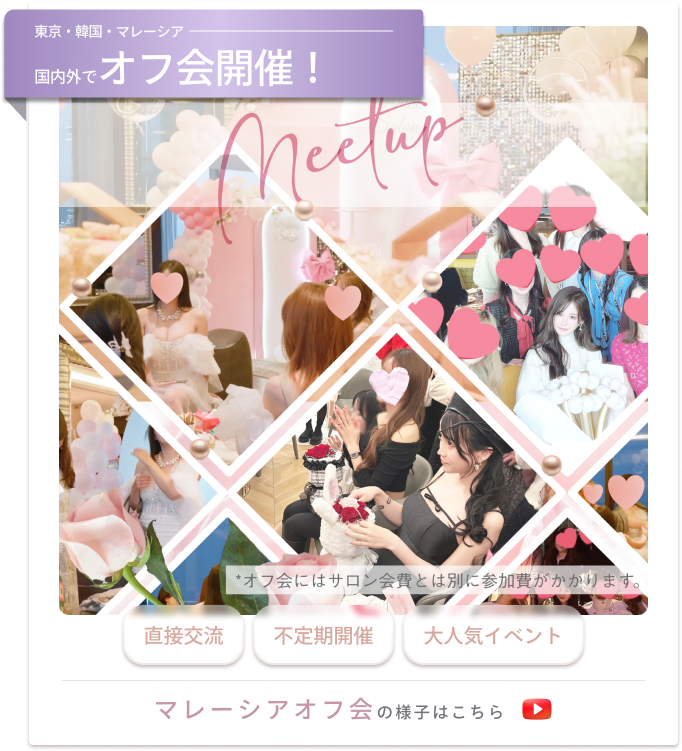 東京・韓国・マレーシア
国内外でオフ会開催！
Meetup
*オフ会にはサロン会費とは別に参加費がかかります。
直接交流
不定期開催
大人気イベント
マレーシアオフ会の様子はこちら